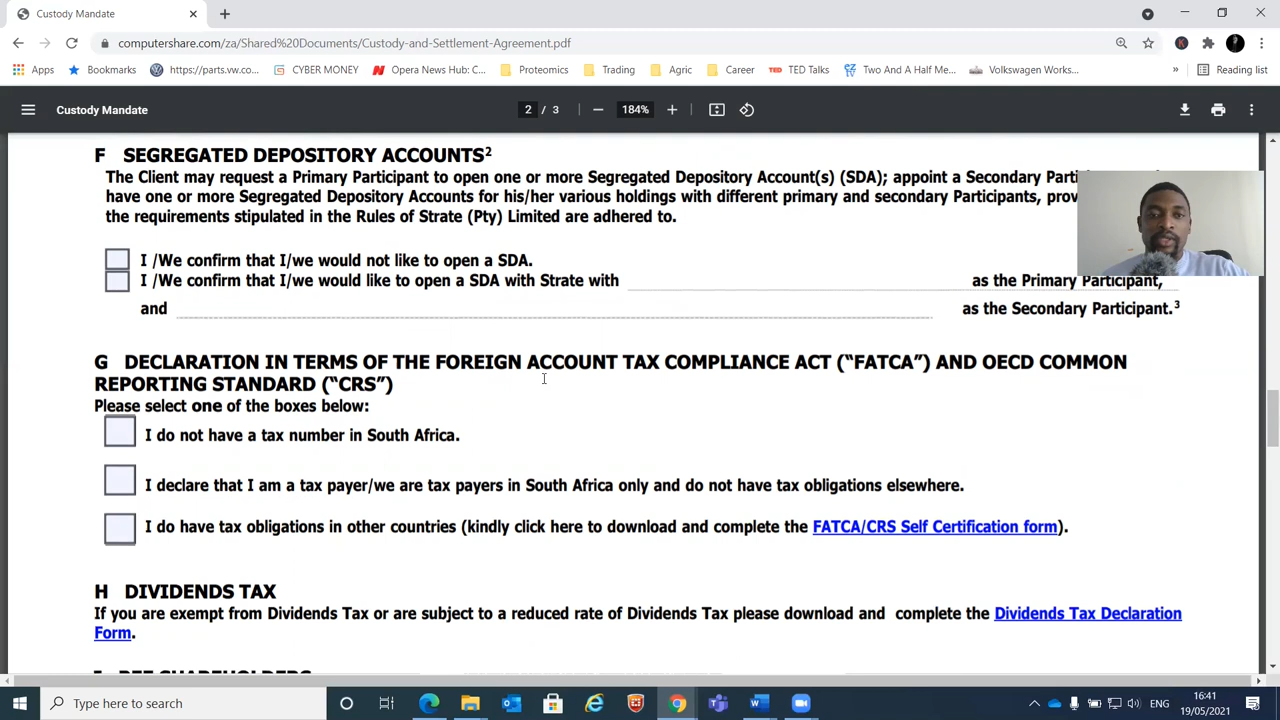 Custody Mandate
computershare.com/za/Shared%20Documents/Custody-and-Settlement-Agreement.pdf
K
Apps Bookmarks https://parts.vw.co... CYBER MONEY Opera News Hub: C... Proteomics Trading Agric Career TED TED Talks Two And A Half Me... Volkswagen Works... » Reading list
Custody Mandate 2 / 3 184%
F SEGREGATED DEPOSITORY ACCOUNTS²
The Client may request a Primary Participant to open one or more Segregated Depository Account(s) (SDA); appoint a Secondary
have one or more Segregated Depository Accounts for his/her various holdings with different primary and secondary Participants,
the requirements stipulated in the Rules of Strate (Pty) Limited are adhered to.
I /We confirm that I/we would not like to open a SDA.
I /We confirm that I/we would like to open a SDA with Strate with as the Primary Participant,
and as the Secondary Participant.³
G DECLARATION IN TERMS OF THE FOREIGN ACCOUNT TAX COMPLIANCE ACT (“FATCA”) AND OECD COMMON
REPORTING STANDARD (“CRS”)
Please select one of the boxes below:
I do not have a tax number in South Africa.
I declare that I am a tax payer/we are tax payers in South Africa only and do not have tax obligations elsewhere.
I do have tax obligations in other countries (kindly click here to download and complete the FATCA/CRS Self Certification form).
H DIVIDENDS TAX
If you are exempt from Dividends Tax or are subject to a reduced rate of Dividends Tax please download and complete the Dividends Tax Declaration
Form.
Type here to search
ENG
16:41
19/05/2021